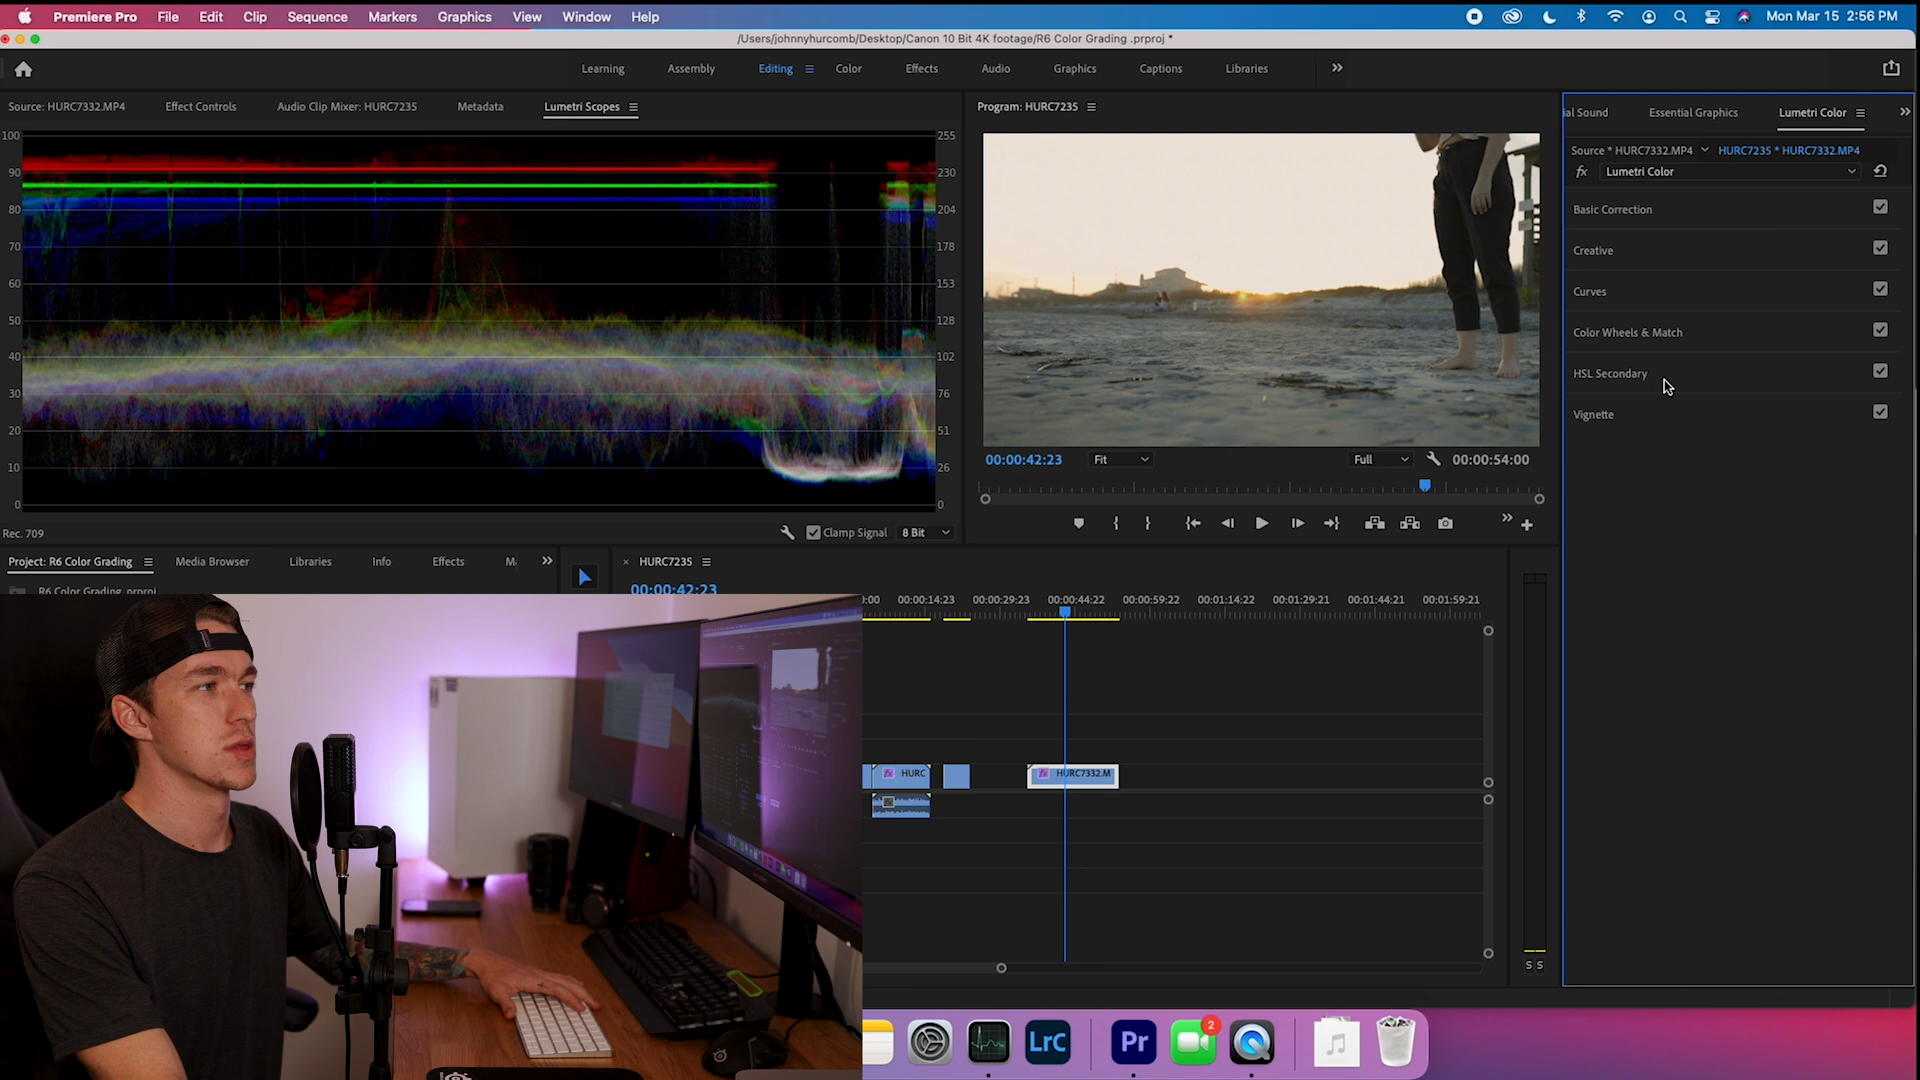 Premiere Pro File Edit Clip Sequence Markers Graphics View Window Help Mon Mar 15 2:56 PM
/Users/johnnyhurcomb/Desktop/Canon 10 Bit 4K footage/R6 Color Grading .prproj *
Learning Assembly Editing Color Effects Audio Graphics Captions Libraries
Source: HURC7332.MP4 Effect Controls Audio Clip Mixer: HURC7235 Metadata Lumetri Scopes
100 255
90 230
80 204
70 178
60 153
50 128
40 102
30 76
20 51
10 26
0 0
Rec. 709 Clamp Signal 8 Bit
Program: HURC7235
00:00:42:23 Fit Full 00:00:54:00
ial Sound Essential Graphics Lumetri Color
Source * HURC7332.MP4 HURC7235 * HURC7332.MP4
fx Lumetri Color
Basic Correction
Creative
Curves
Color Wheels & Match
HSL Secondary
Vignette
Project: R6 Color Grading Media Browser Libraries Info Effects
R6 Color Grading .prproj
× HURC7235
00:00:42:23
:00 00:00:14:23 00:00:29:23 00:00:44:22 00:00:59:22 00:01:14:22 00:01:29:21 00:01:44:21 00:01:59:21
fx HURC fx HURC7332.M
S S
LrC Pr 2